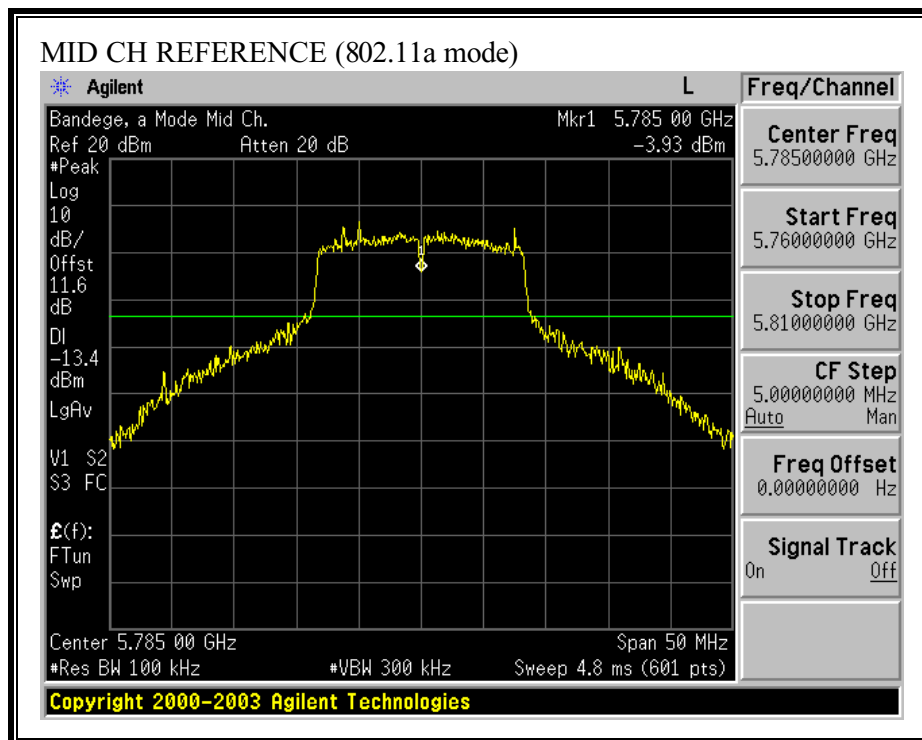 MID CH REFERENCE (802.11a mode)
Agilent
L
Freq/Channel
Bandege, a Mode Mid Ch.
Mkr1 5.785 00 GHz
Ref 20 dBm
Atten 20 dB
-3.93 dBm
#Peak
Log
10
dB/
Offst
11.6
dB
DI
-13.4
dBm
LgAv
V1 S2
S3 FC
£(f):
FTun
Swp
Center 5.785 00 GHz
Span 50 MHz
#Res BW 100 kHz
#VBW 300 kHz
Sweep 4.8 ms (601 pts)
Center Freq
5.78500000 GHz
Start Freq
5.76000000 GHz
Stop Freq
5.81000000 GHz
CF Step
5.00000000 MHz
Auto Man
Freq Offset
0.00000000 Hz
Signal Track
On Off
Copyright 2000-2003 Agilent Technologies